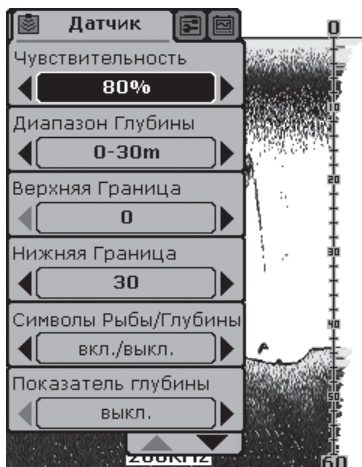 Датчик
0
Чувствительность
80%
10
Диапазон Глубины
0-30m
Верхняя Граница
20
0
Нижняя Граница
30
30
Символы Рыбы/Глубины
40
вкл./выкл.
Показатель глубины
50
выкл.
200KHz
60